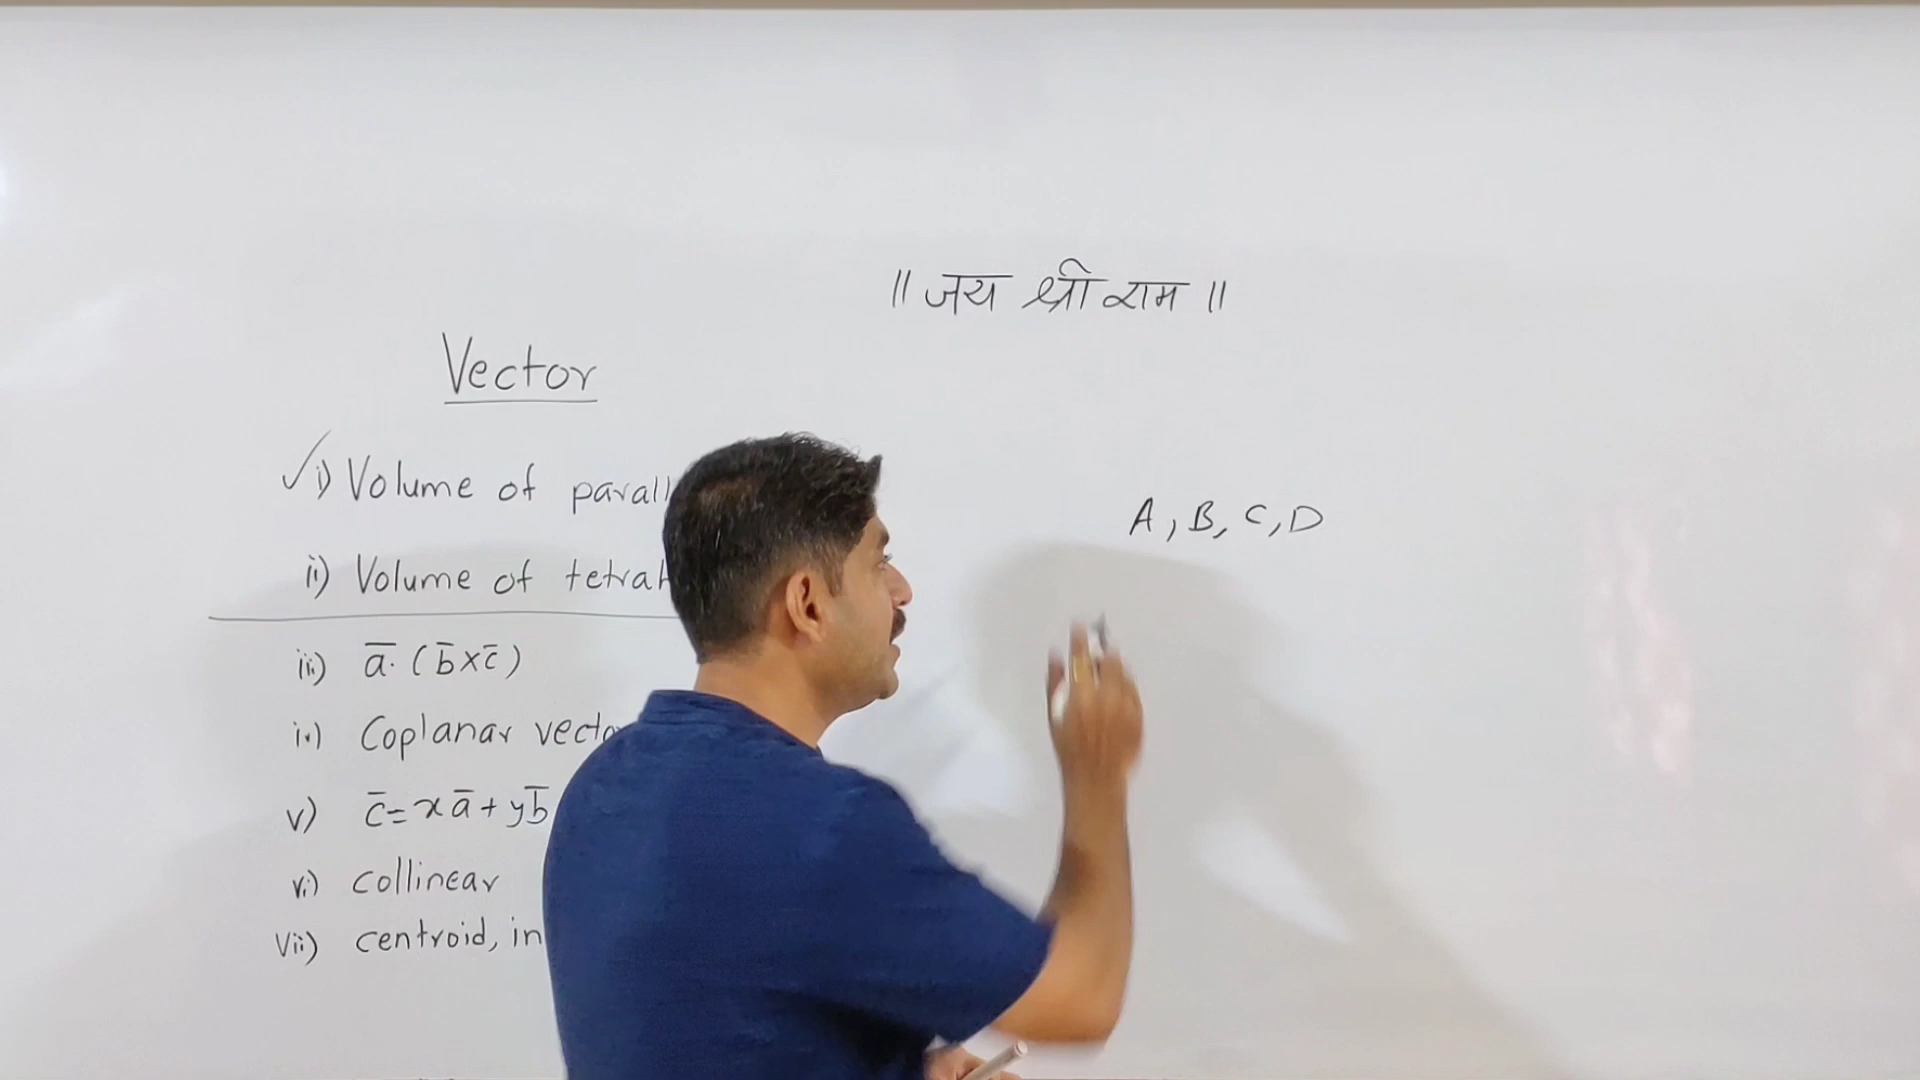 ॥ जय श्री राम ॥
Vector
✓ i) Volume of parall
ii) Volume of tetrah
iii) a̅. (b̅×c̅)
iv) Coplanar vecto
v) c̅=xa̅+yb̅
vi) collinear
vii) centroid, in
A, B, C, D